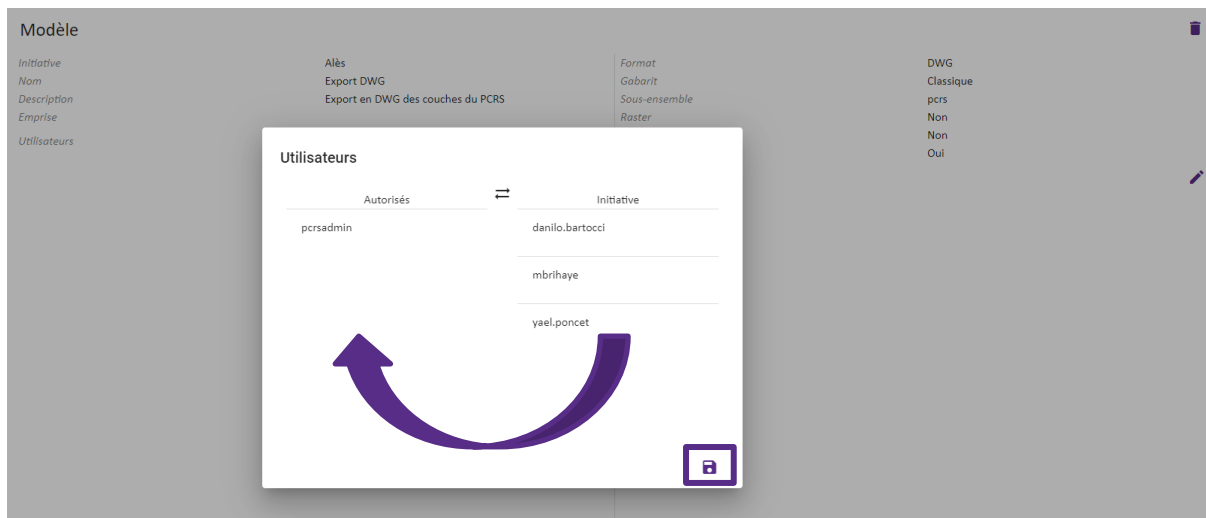 Modèle
Initiative Alès
Nom Export DWG
Description Export en DWG des couches du PCRS
Emprise
Utilisateurs
Format DWG
Gabarit Classique
Sous-ensemble pcrs
Raster Non
Non
Oui
Utilisateurs
Autorisés Initiative
pcrsadmin danilo.bartocci
mbrihaye
yael.poncet